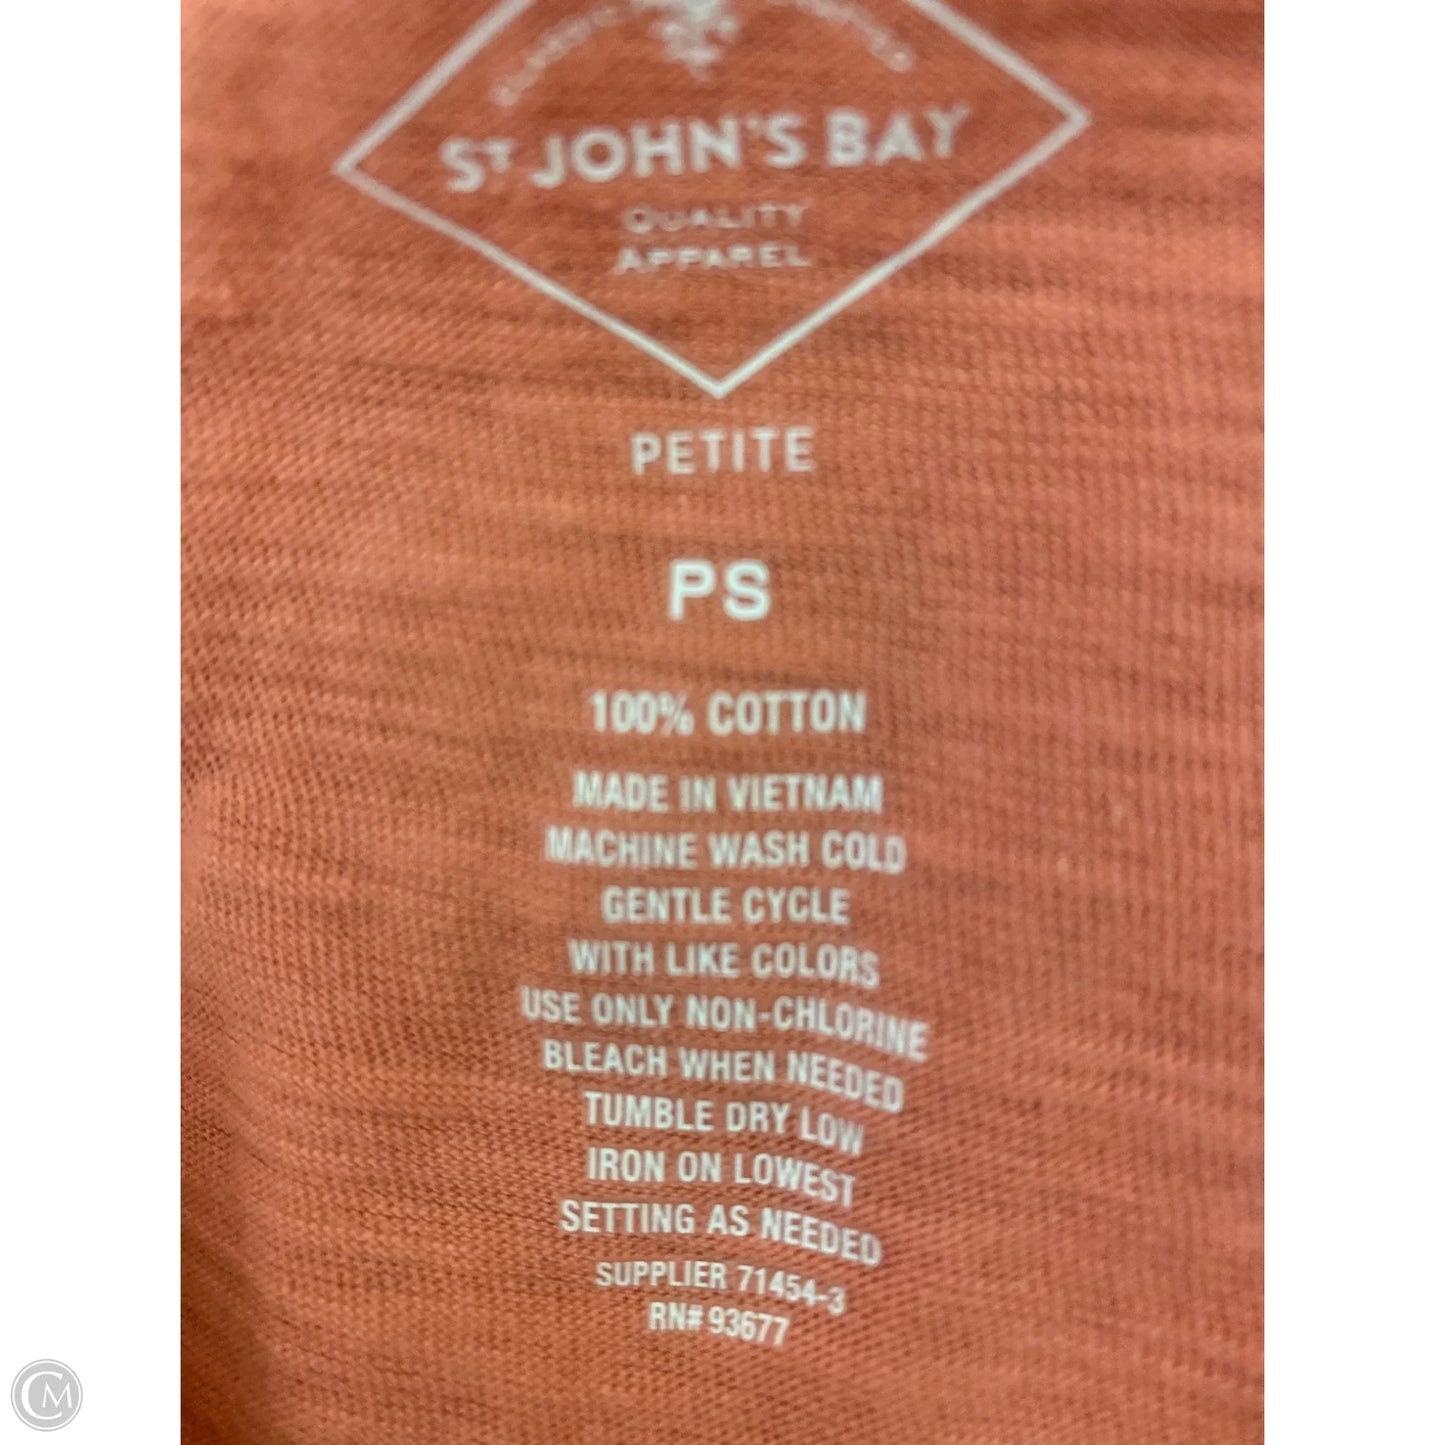 ST JOHN'S BAY
QUALITY
APPAREL
PETITE
PS
100% COTTON
MADE IN VIETNAM
MACHINE WASH COLD
GENTLE CYCLE
WITH LIKE COLORS
USE ONLY NON-CHLORINE
BLEACH WHEN NEEDED
TUMBLE DRY LOW
IRON ON LOWEST
SETTING AS NEEDED
SUPPLIER 71454-3
RN# 93677
CM